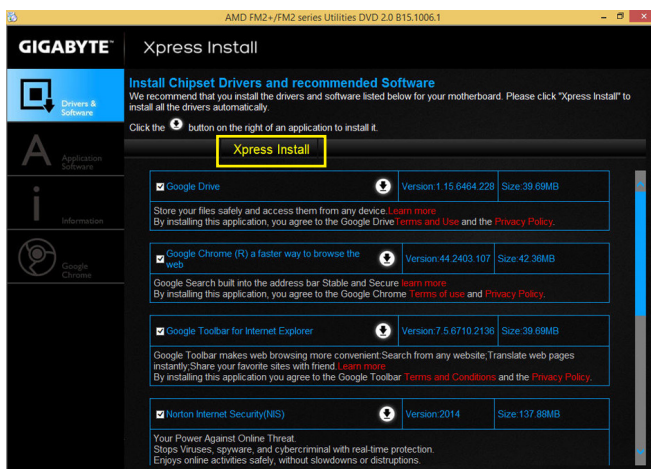 AMD FM2+/FM2 series Utilities DVD 2.0 B15.1006.1
GIGABYTE™
Xpress Install
Drivers &
Software
Application
Software
Information
Google
Chrome
Install Chipset Drivers and recommended Software
We recommend that you install the drivers and software listed below for your motherboard. Please click "Xpress Install" to
install all the drivers automatically.
Click the button on the right of an application to install it.
Xpress Install
Google Drive Version:1.15.6464.228 Size:39.69MB
Store your files safely and access them from any device.Learn more
By installing this application, you agree to the Google DriveTerms and Use and the Privacy Policy.
Google Chrome (R) a faster way to browse the
web Version:44.2403.107 Size:42.36MB
Google Search built into the address bar Stable and Secure learn more
By installing this application, you agree to the Google Chrome Terms of use and Privacy Policy.
Google Toolbar for Internet Explorer Version:7.5.6710.2136 Size:39.69MB
Google Toolbar makes web browsing more convenient:Search from any website;Translate web pages
instantly;Share your favorite sites with friend.Learn more
By installing this application you agree to the Google Toolbar Terms and Conditions and the Privacy Policy.
Norton Internet Security(NIS) Version:2014 Size:137.88MB
Your Power Against Online Threat.
Stops Viruses, spyware, and cybercriminal with real-time protection.
Enjoys online activities safely, without slowdowns or distruptions.